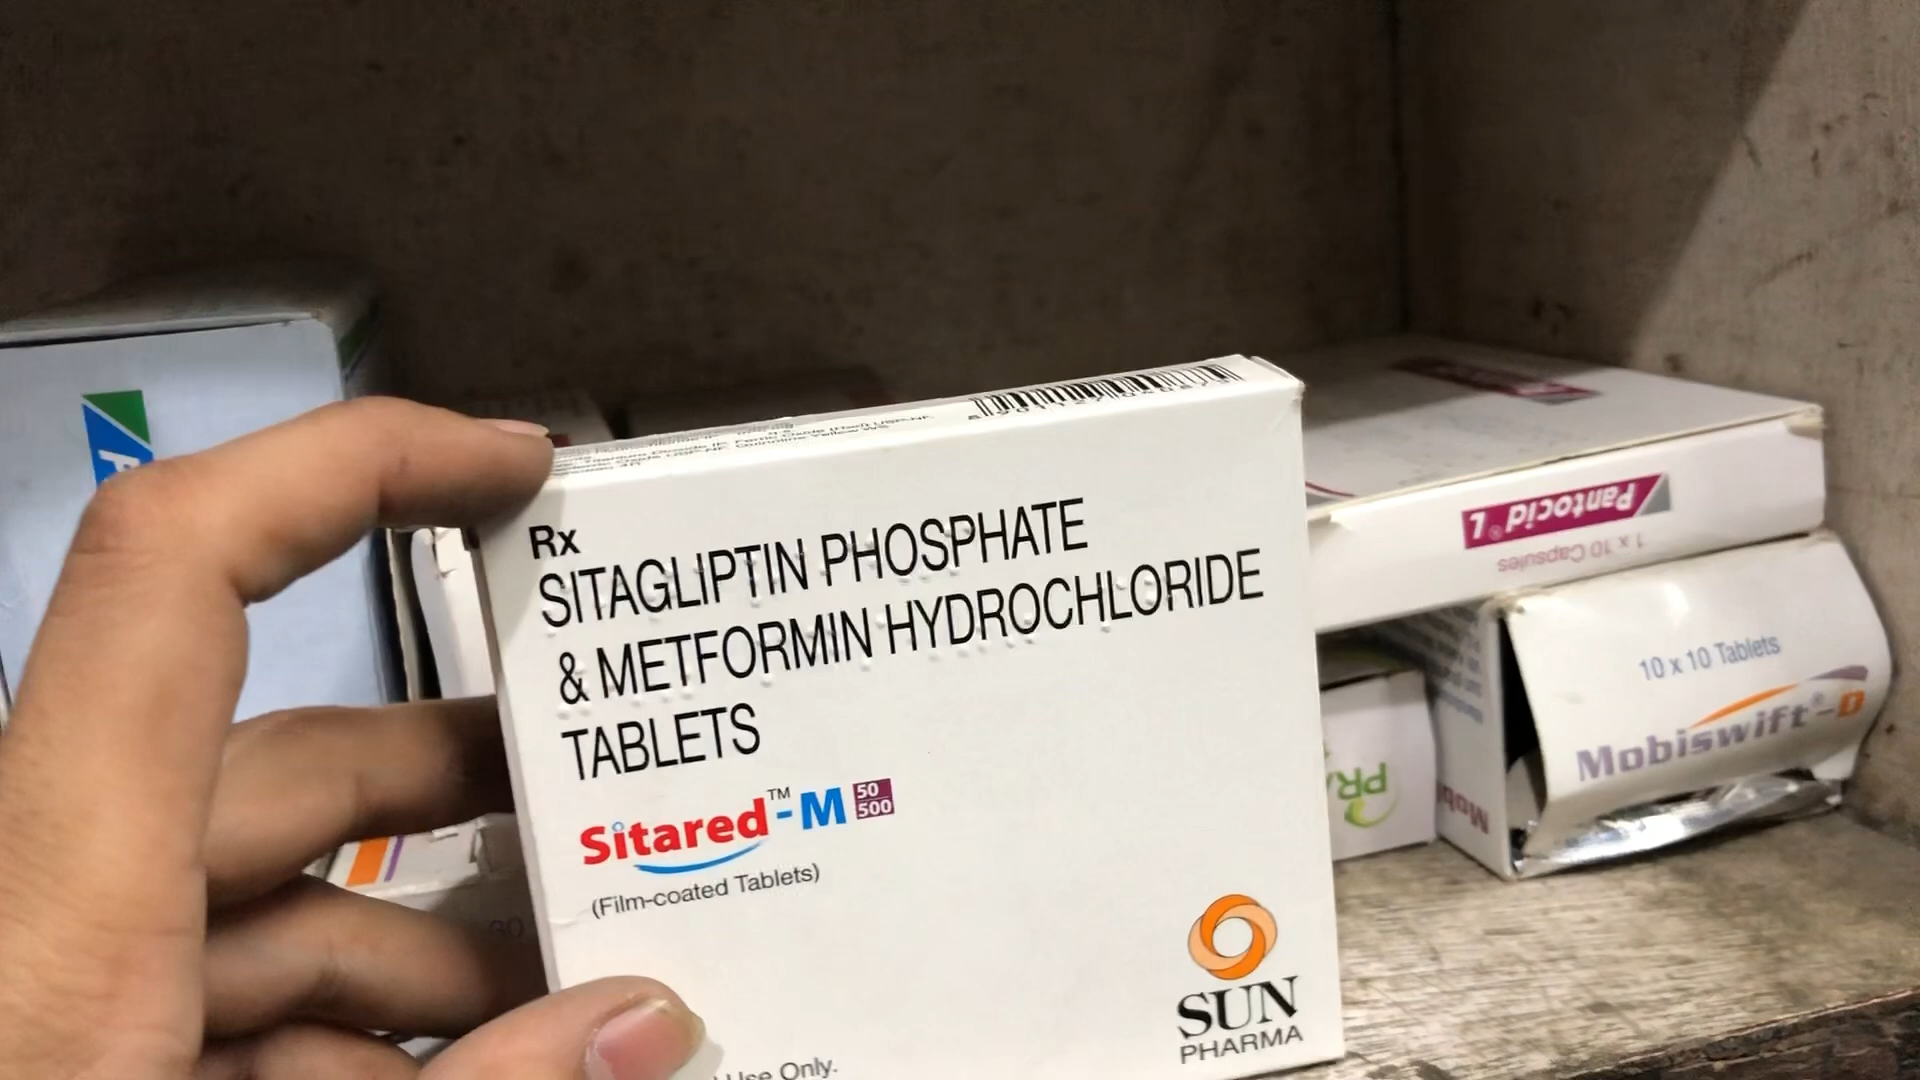 Rx
SITAGLIPTIN PHOSPHATE
& METFORMIN HYDROCHLORIDE
TABLETS
Sitared™-M 50
500
(Film-coated Tablets)
SUN
PHARMA
Use Only.
Pantocid® L
1 x 10 Capsules
10 x 10 Tablets
Mobiswift®-D